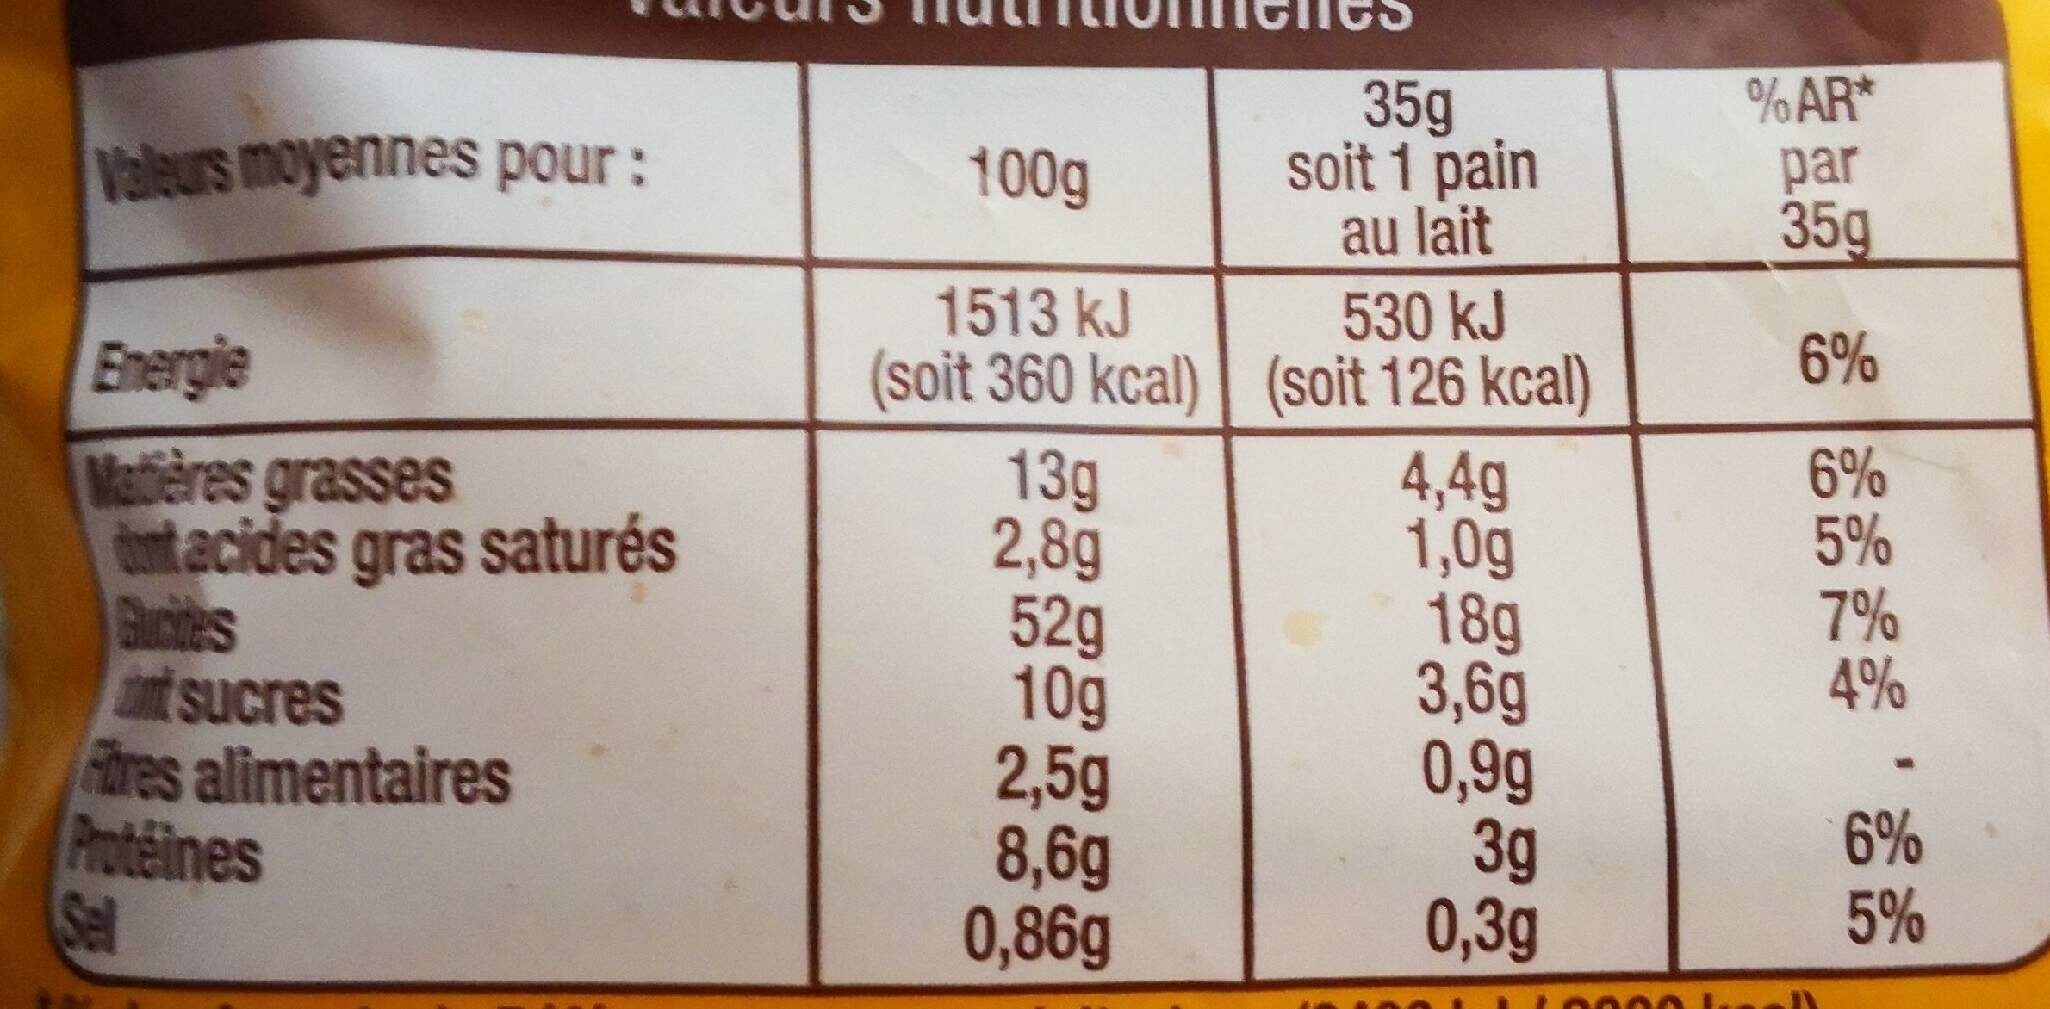 Valeurs nutritionnelles
Valeurs moyennes pour : 100g 35g soit 1 pain au lait %AR* par 35g
Energie 1513 kJ (soit 360 kcal) 530 kJ (soit 126 kcal) 6%
Matières grasses 13g 4,4g 6%
dont acides gras saturés 2,8g 1,0g 5%
Glucides 52g 18g 7%
dont sucres 10g 3,6g 4%
Fibres alimentaires 2,5g 0,9g -
Protéines 8,6g 3g 6%
Sel 0,86g 0,3g 5%